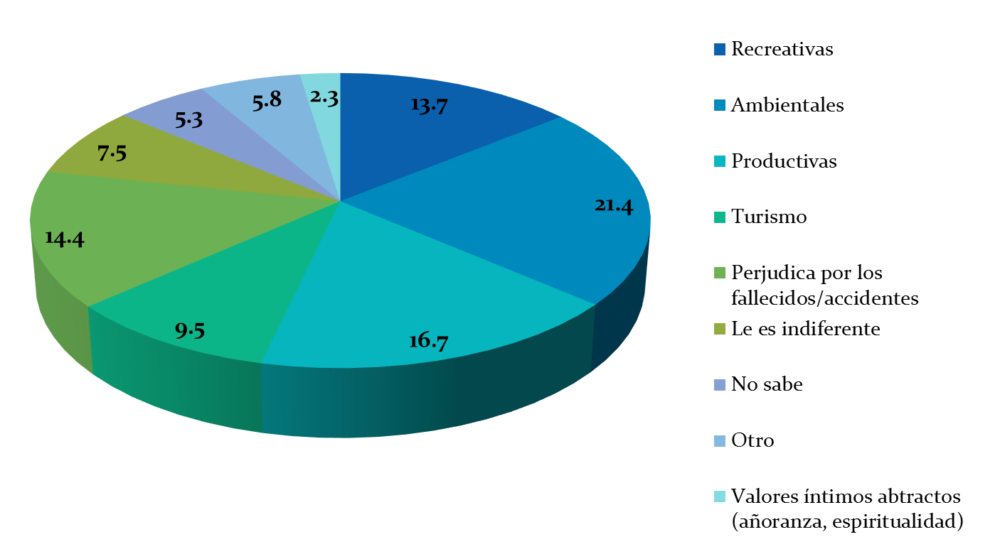 2.3
5.8
13.7
5.3
7.5
21.4
14.4
9.5
16.7
Recreativas
Ambientales
Productivas
Turismo
Perjudica por los
fallecidos/accidentes
Le es indiferente
No sabe
Otro
Valores íntimos abtractos
(añoranza, espiritualidad)